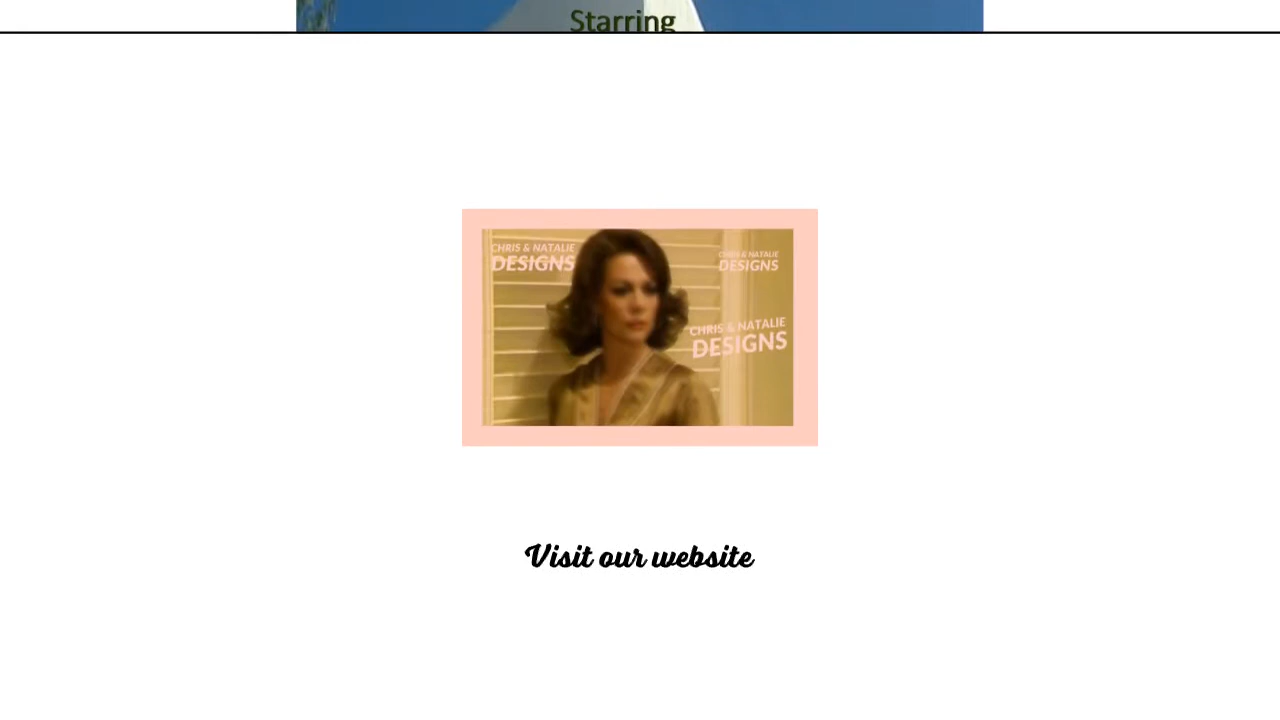 Starring
CHRIS & NATALIE
DESIGNS
CHRIS & NATALIE
DESIGNS
CHRIS & NATALIE
DESIGNS
Visit our website